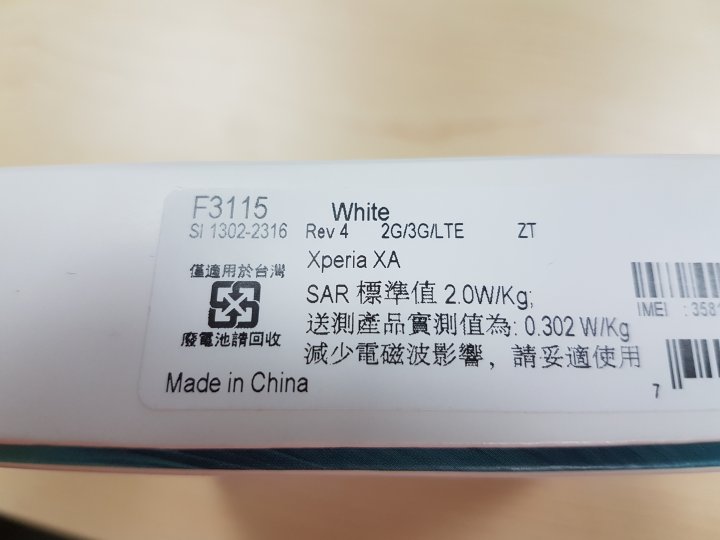 F3115 White
SI 1302-2316 Rev 4 2G/3G/LTE ZT
Xperia XA
僅適用於台灣
廢電池請回收
SAR 標準值 2.0W/Kg;
送測產品實測值為: 0.302 W/Kg
減少電磁波影響，請妥適使用
Made in China
IMEI : 3581
7